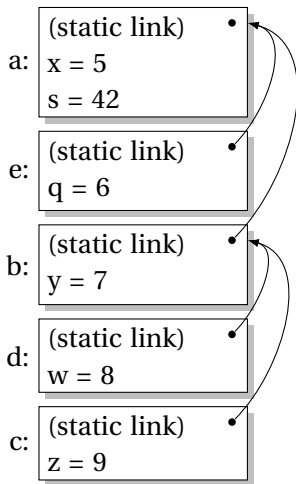 a:
(static link)
x = 5
s = 42
e:
(static link)
q = 6
b:
(static link)
y = 7
d:
(static link)
w = 8
c:
(static link)
z = 9